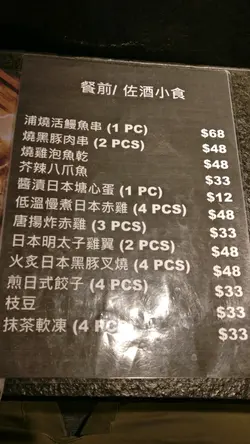 餐前/ 佐酒小食
浦燒活鰻魚串 (1 PC) $68
燒黑豚肉串 (2 PCS) $48
燒雞泡魚乾 $48
芥辣八爪魚 $33
醬漬日本塘心蛋 (1 PC) $12
低溫慢煮日本赤雞 (4 PCS) $48
唐揚炸赤雞 (3 PCS) $33
日本明太子雞翼 (2 PCS) $48
火炙日本黑豚叉燒 (4 PCS) $48
煎日式餃子 (4 PCS) $33
枝豆 $33
抹茶軟凍 (4 PCS) $33